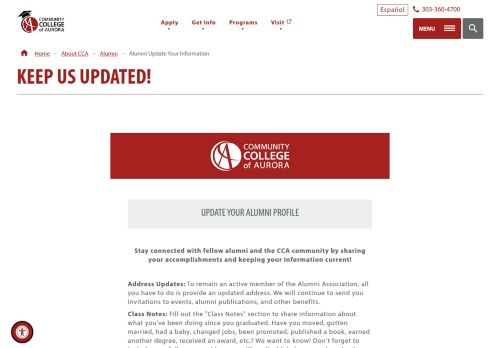 COMMUNITY
COLLEGE
of AURORA
Apply
Get Info
Programs
Visit
Español
303-360-4700
MENU
Home – About CCA – Alumni – Alumni Update Your Information
KEEP US UPDATED!
COMMUNITY
COLLEGE
of AURORA
UPDATE YOUR ALUMNI PROFILE
Stay connected with fellow alumni and the CCA community by sharing
your accomplishments and keeping your information current!
Address Updates: To remain an active member of the Alumni Association, all
you have to do is provide an updated address. We will continue to send you
invitations to events, alumni publications, and other benefits.
Class Notes: Fill out the "Class Notes" section to share information about
what you've been doing since you graduated. Have you moved, gotten
married, had a baby, changed jobs, been promoted, published a book, earned
another degree, received an award, etc.? We want to know! Don't forget to